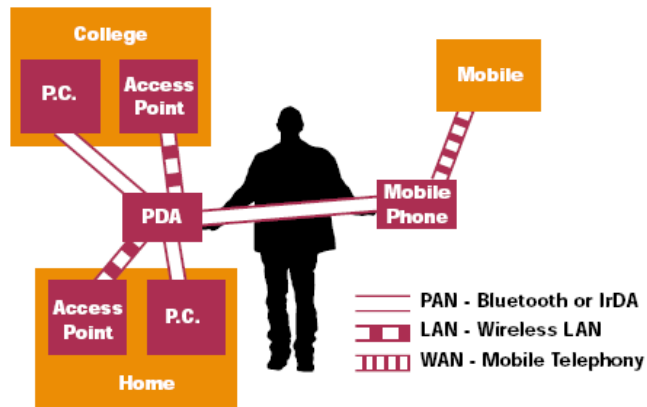 College
P.C.
Access
Point
Mobile
PDA
Mobile
Phone
Access
Point
P.C.
Home
PAN - Bluetooth or IrDA
LAN - Wireless LAN
WAN - Mobile Telephony